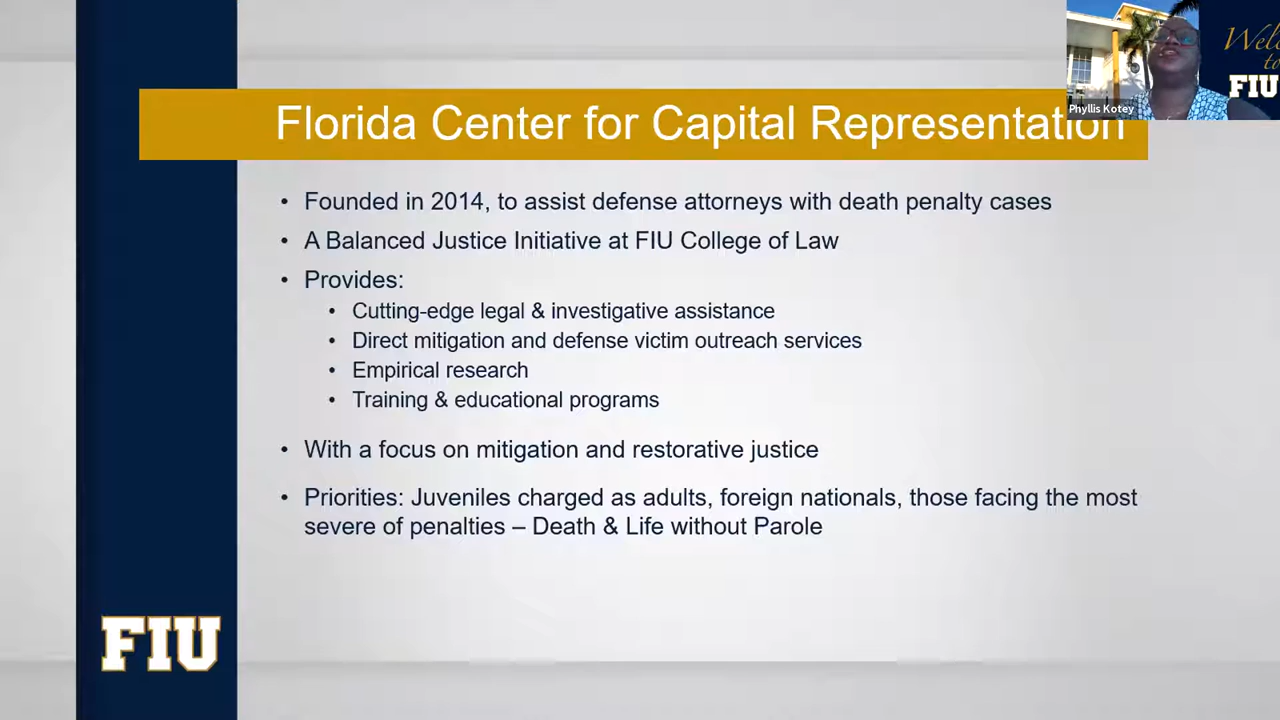 Florida Center for Capital Representation
Phyllis Kotey
to
FIU
• Founded in 2014, to assist defense attorneys with death penalty cases
• A Balanced Justice Initiative at FIU College of Law
• Provides:
• Cutting-edge legal & investigative assistance
• Direct mitigation and defense victim outreach services
• Empirical research
• Training & educational programs
• With a focus on mitigation and restorative justice
• Priorities: Juveniles charged as adults, foreign nationals, those facing the most
severe of penalties – Death & Life without Parole
FIU